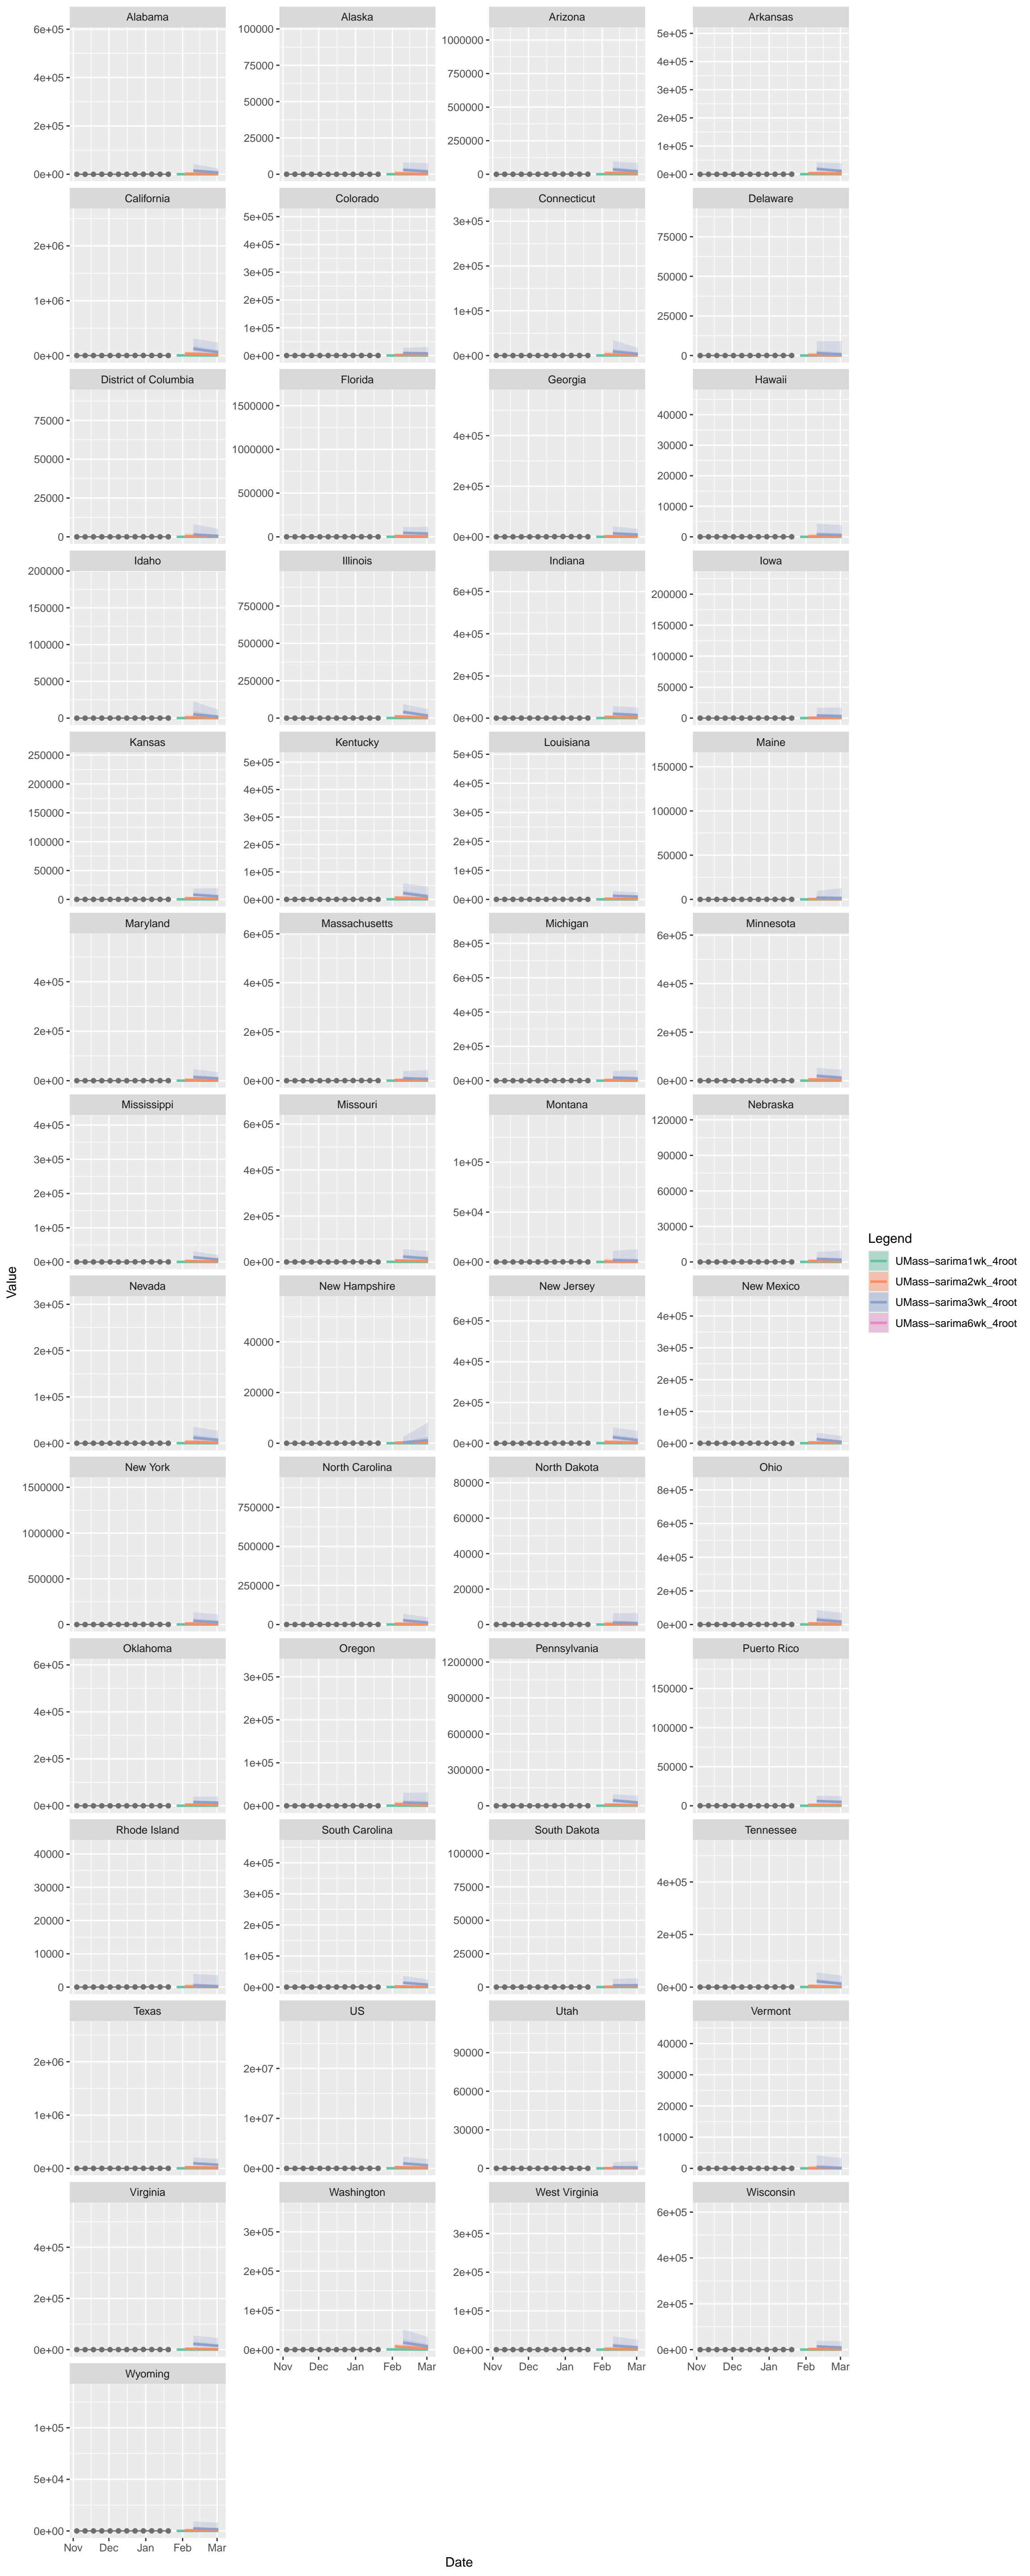 Alabama Alaska Arizona Arkansas
6e+05 100000 1000000 5e+05
4e+05 75000 750000 4e+05
2e+05 50000 500000 3e+05
0e+00 25000 250000 2e+05
0 0 1e+05
0e+00
California Colorado Connecticut Delaware
2e+06 5e+05 3e+05 75000
1e+06 4e+05 2e+05 50000
0e+00 3e+05 1e+05 25000
2e+05 0e+00 0
1e+05
0e+00
District of Columbia Florida Georgia Hawaii
75000 1500000 4e+05 40000
50000 1000000 2e+05 30000
25000 500000 0e+00 20000
0 0 10000
0
Idaho Illinois Indiana Iowa
200000 750000 6e+05 200000
150000 500000 4e+05 150000
100000 250000 2e+05 100000
50000 0 0e+00 50000
0 0
Kansas Kentucky Louisiana Maine
250000 5e+05 5e+05 150000
200000 4e+05 4e+05 100000
150000 3e+05 3e+05 50000
100000 2e+05 2e+05 0
50000 1e+05 1e+05
0 0e+00 0e+00
Maryland Massachusetts Michigan Minnesota
4e+05 6e+05 8e+05 6e+05
2e+05 4e+05 6e+05 4e+05
0e+00 2e+05 4e+05 2e+05
0e+00 2e+05 0e+00
0e+00
Mississippi Missouri Montana Nebraska
4e+05 6e+05 1e+05 120000
3e+05 4e+05 5e+04 90000
2e+05 2e+05 0e+00 60000
1e+05 0e+00 30000
0e+00 0
Value
Legend
UMass−sarima1wk_4root
UMass−sarima2wk_4root
UMass−sarima3wk_4root
UMass−sarima6wk_4root
Nevada New Hampshire New Jersey New Mexico
3e+05 40000 6e+05 4e+05
2e+05 20000 4e+05 3e+05
1e+05 0 2e+05 2e+05
0e+00 0e+00 1e+05
0e+00
New York North Carolina North Dakota Ohio
1500000 750000 80000 8e+05
1000000 500000 60000 6e+05
500000 250000 40000 4e+05
0 0 20000 2e+05
0 0e+00
Oklahoma Oregon Pennsylvania Puerto Rico
6e+05 3e+05 1200000 150000
4e+05 2e+05 900000 100000
2e+05 1e+05 600000 50000
0e+00 0e+00 300000 0
0
Rhode Island South Carolina South Dakota Tennessee
40000 4e+05 100000 4e+05
30000 3e+05 75000 2e+05
20000 2e+05 50000 0e+00
10000 1e+05 25000
0 0e+00 0
Texas US Utah Vermont
2e+06 2e+07 90000 40000
1e+06 1e+07 60000 30000
0e+00 0e+00 30000 20000
0 10000
0
Virginia Washington West Virginia Wisconsin
4e+05 3e+05 3e+05 6e+05
2e+05 2e+05 2e+05 4e+05
0e+00 1e+05 1e+05 2e+05
0e+00 0e+00 0e+00
Nov Dec Jan Feb Mar Nov Dec Jan Feb Mar Nov Dec Jan Feb Mar
Wyoming
1e+05
5e+04
0e+00
Nov Dec Jan Feb Mar
Date